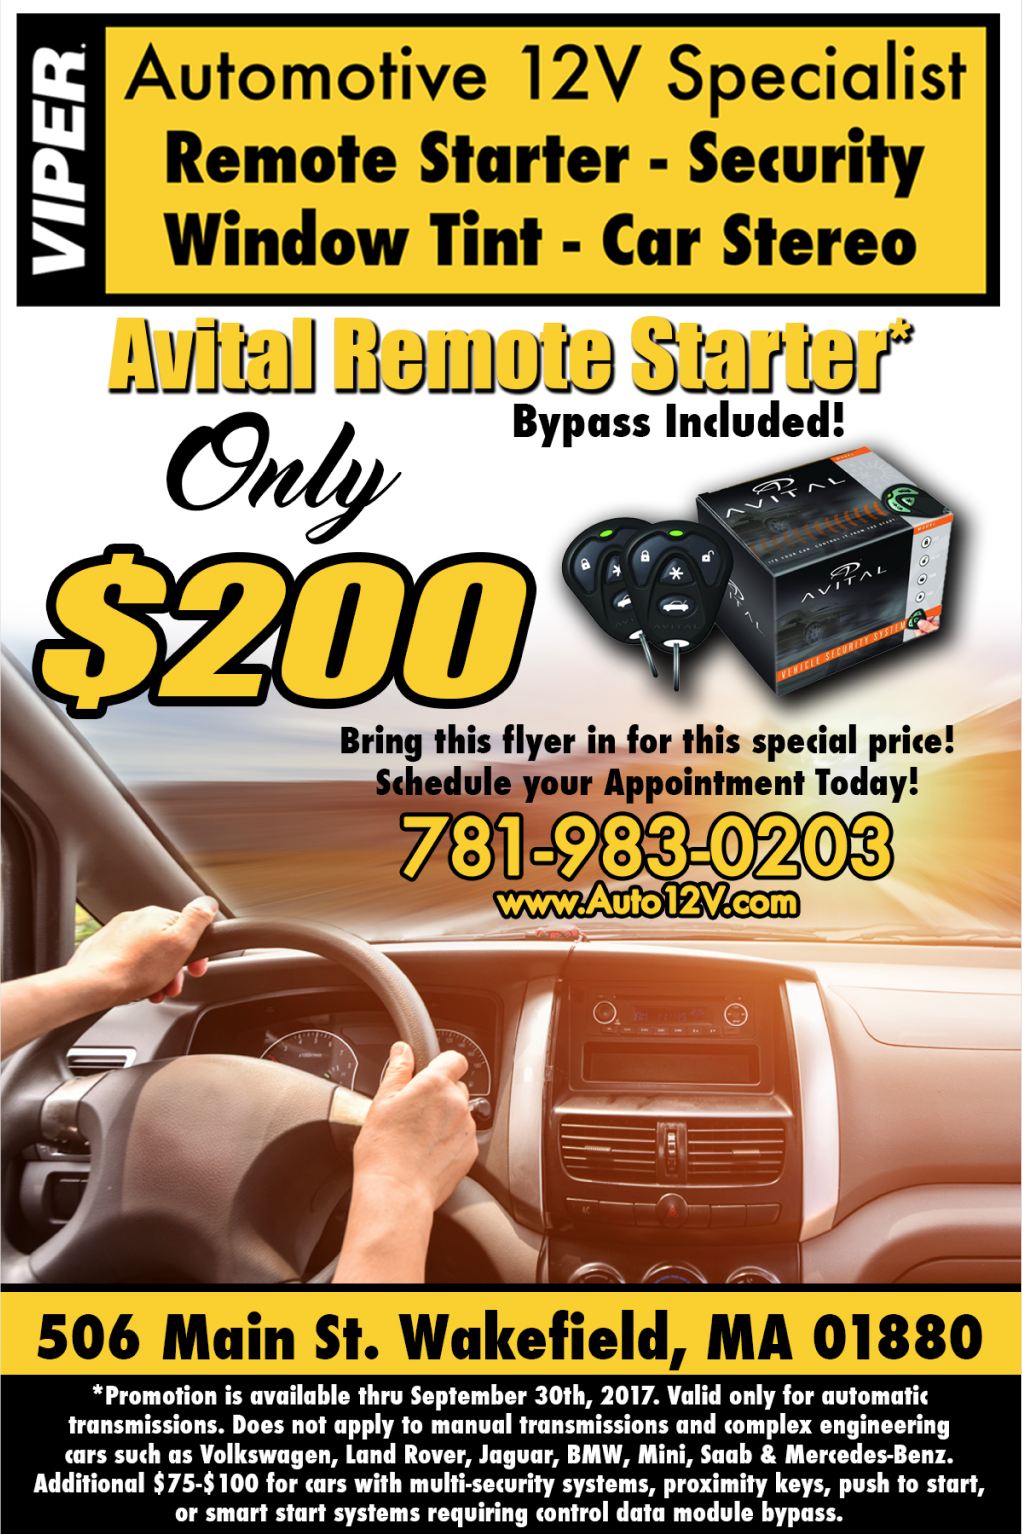 VIPER.
Automotive 12V Specialist
Remote Starter - Security
Window Tint - Car Stereo
Avital Remote Starter*
Bypass Included!
Only
$200
AVITAL
AVITAL
VEHICLE SECURITY SYSTEM
Bring this flyer in for this special price!
Schedule your Appointment Today!
781-983-0203
www.Auto12V.com
506 Main St. Wakefield, MA 01880
*Promotion is available thru September 30th, 2017. Valid only for automatic
transmissions. Does not apply to manual transmissions and complex engineering
cars such as Volkswagen, Land Rover, Jaguar, BMW, Mini, Saab & Mercedes-Benz.
Additional $75-$100 for cars with multi-security systems, proximity keys, push to start,
or smart start systems requiring control data module bypass.